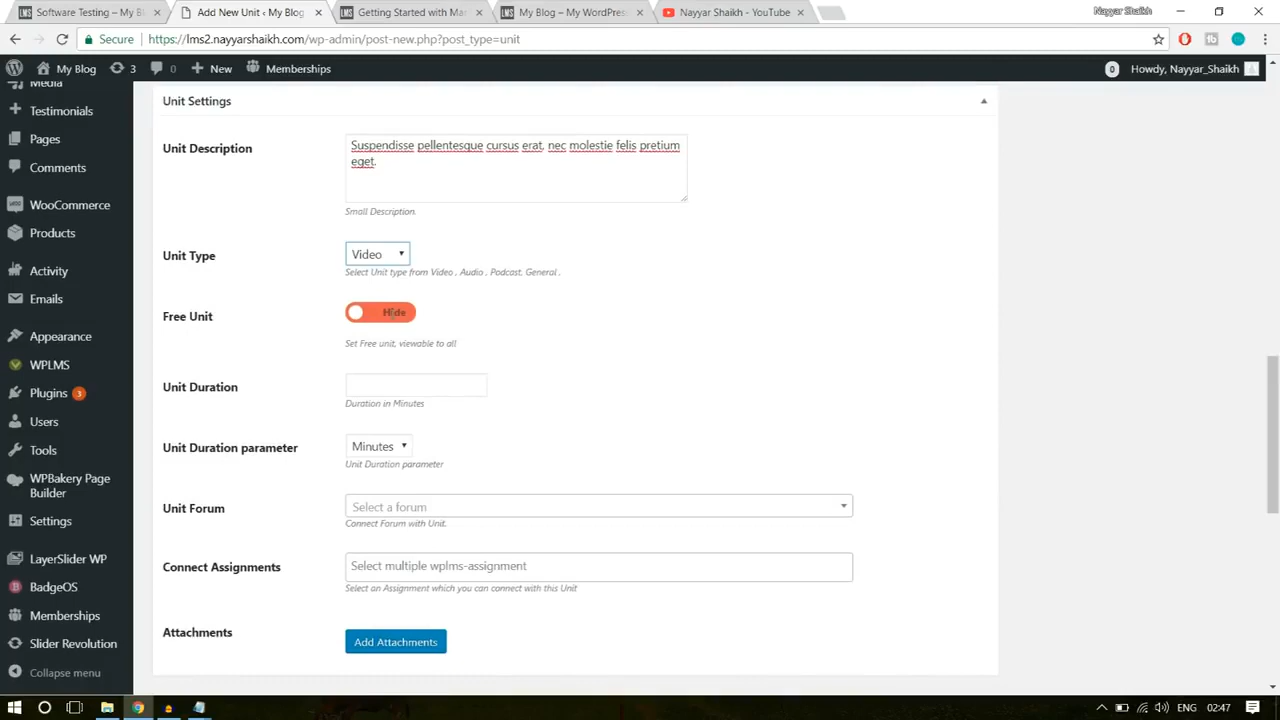 Software Testing – My Bl
Add New Unit ‹ My Blog
Getting Started with Ma
My Blog – My WordPress
Nayyar Shaikh - YouTube
Nayyar Shaikh
Secure
https://lms2.nayyarshaikh.com/wp-admin/post-new.php?post_type=unit
My Blog
3
0
New
Memberships
0
Howdy, Nayyar_Shaikh
Media
Testimonials
Pages
Comments
WooCommerce
Products
Activity
Emails
Appearance
WPLMS
Plugins 3
Users
Tools
WPBakery Page
Builder
Settings
LayerSlider WP
BadgeOS
Memberships
Slider Revolution
Collapse menu
Unit Settings
Unit Description
Suspendisse pellentesque cursus erat, nec molestie felis pretium
eget.
Small Description.
Unit Type
Video
Select Unit type from Video , Audio , Podcast, General .
Free Unit
Hide
Set Free unit, viewable to all
Unit Duration
Duration in Minutes
Unit Duration parameter
Minutes
Unit Duration parameter
Unit Forum
Select a forum
Connect Forum with Unit.
Connect Assignments
Select multiple wplms-assignment
Select an Assignment which you can connect with this Unit
Attachments
Add Attachments
ENG
02:47